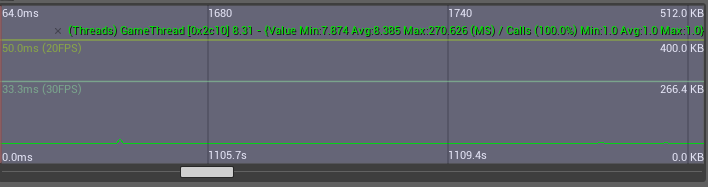 64.0ms 1680 1740 512.0 KB
× (Threads) GameThread [0x2c10] 8.31 - {Value Min:7.874 Avg:8.385 Max:270.626 (MS) / Calls (100.0%) Min:1.0 Avg:1.0 Max:1.0}
50.0ms (20FPS) 400.0 KB
33.3ms (30FPS) 266.4 KB
0.0ms 1105.7s 1109.4s 0.0 KB